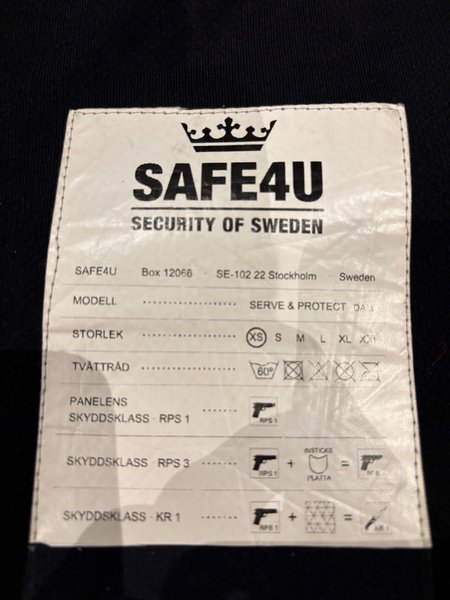 SAFE4U
SECURITY OF SWEDEN
SAFE4U · Box 12066 · SE-102 22 Stockholm · Sweden
MODELL ·················· SERVE & PROTECT
STORLEK ·················· XS S M L XL XXL
TVÄTTRÅD ·················· 60°
PANELENS
SKYDDSKLASS · RPS 1 ······· RPS 1
SKYDDSKLASS · RPS 3 ······· RPS 1 + INSTICKS PLATTA = RPS
SKYDDSKLASS · KR 1 ······· RPS 1 + = KR 1